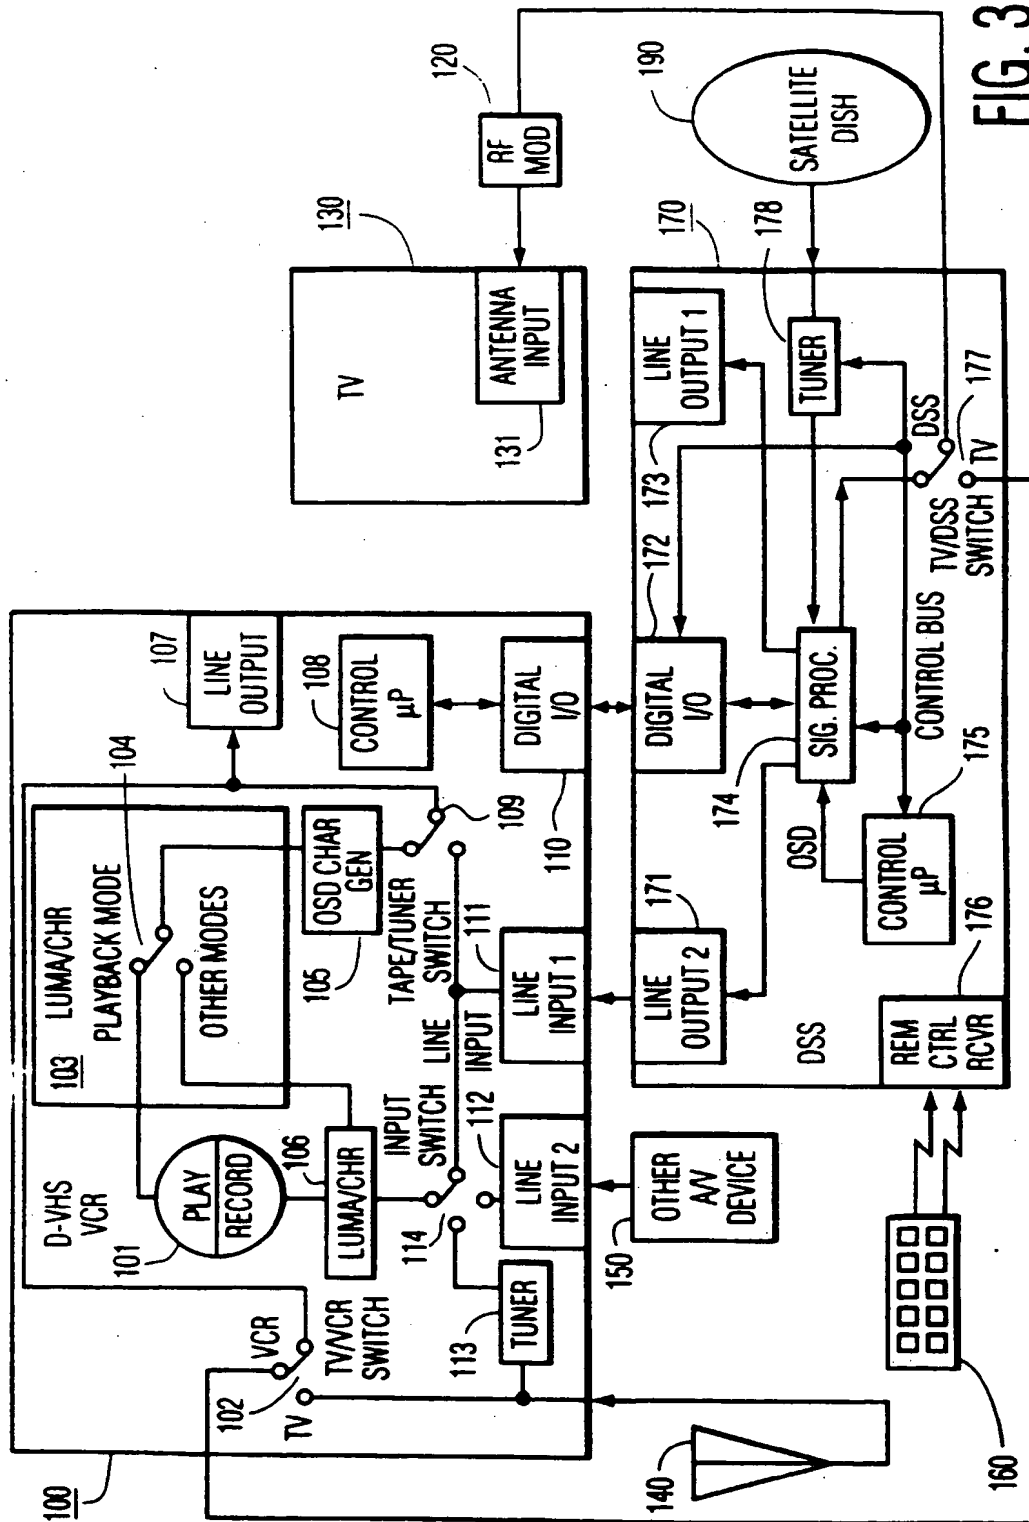 100
D-VHS
VCR
101
PLAY
RECORD
103
LUMA/CHR
PLAYBACK MODE
104
OTHER MODES
107
LINE
OUTPUT
VCR
102
TV
TV/VCR
SWITCH
106
LUMA/CHR
INPUT
SWITCH
114
105
OSD CHAR
GEN
TAPE/TUNER
SWITCH
109
108
CONTROL
µP
LINE
INPUT
113
TUNER
112
LINE
INPUT 2
111
LINE
INPUT 1
110
DIGITAL
I/O
140
150
OTHER
A/V
DEVICE
160
130
TV
ANTENNA
INPUT
131
120
RF
MOD
190
SATELLITE
DISH
170
171
LINE
OUTPUT 2
172
DIGITAL
I/O
173
LINE
OUTPUT 1
178
TUNER
DSS
174
SIG. PROC.
OSD
CONTROL BUS
175
CONTROL
µP
176
REM
CTRL
RCVR
DSS
177
TV
TV/DSS
SWITCH
FIG. 3